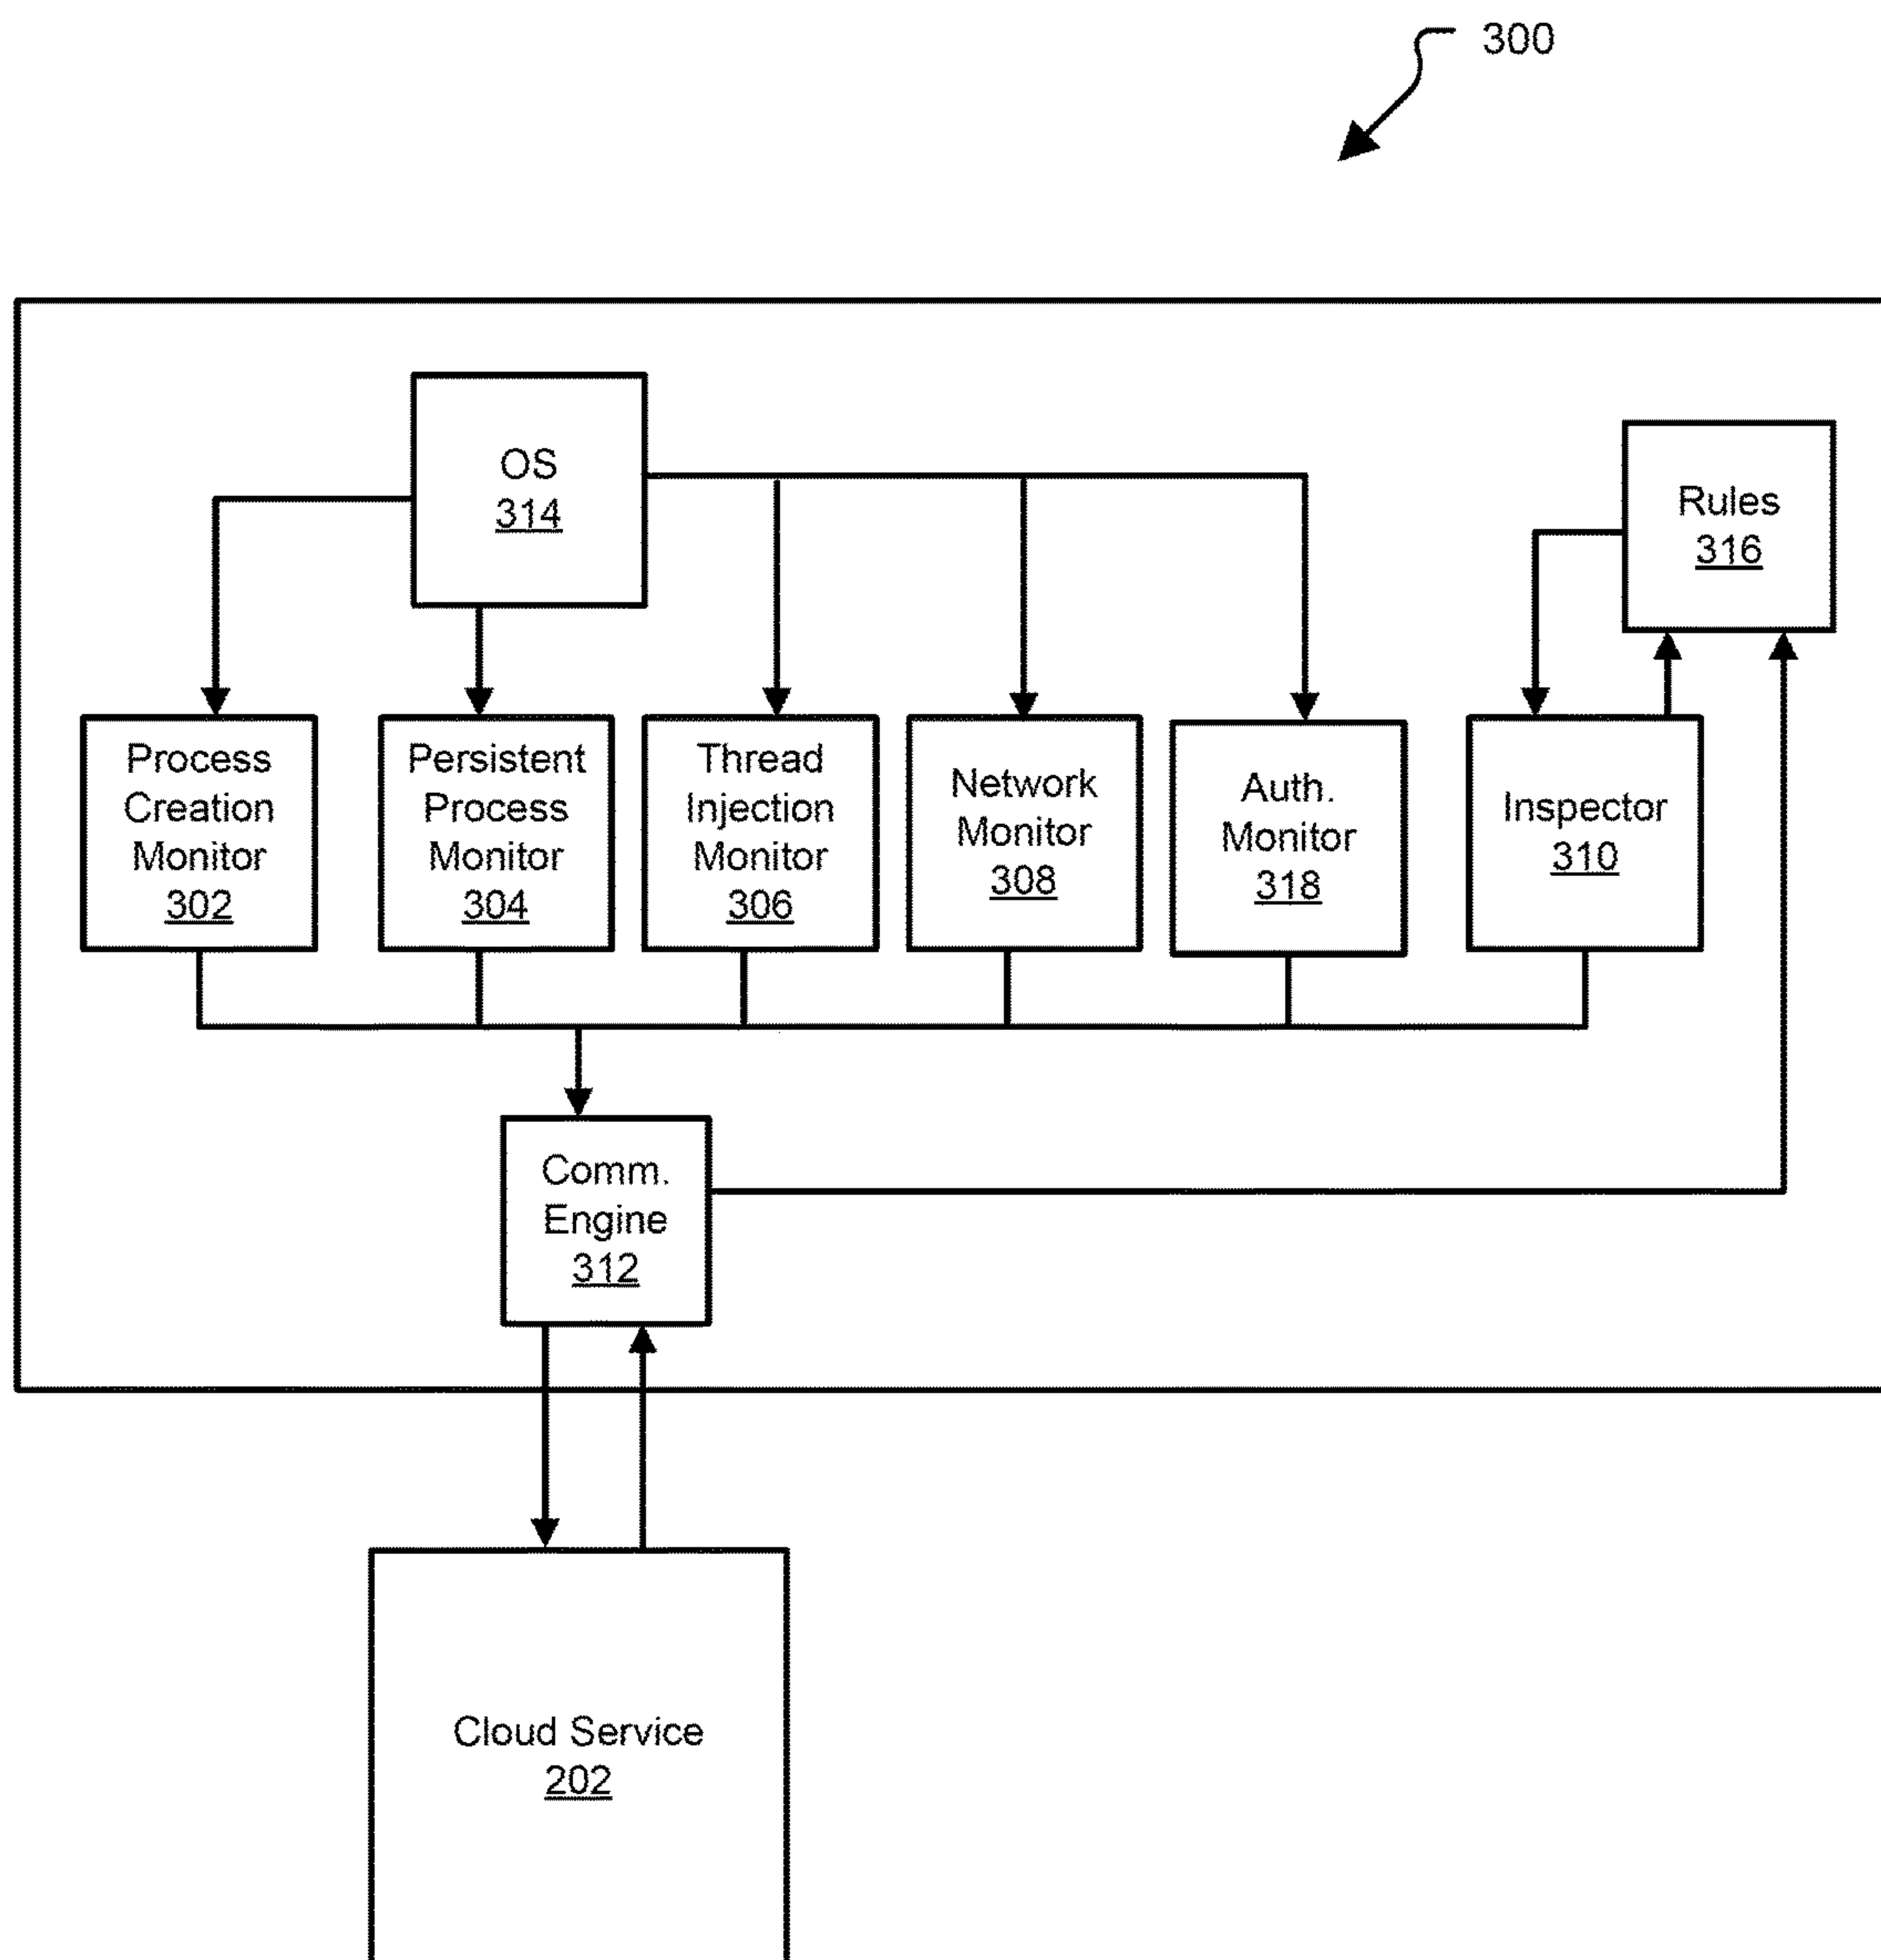 300
OS
314
Rules
316
Process
Creation
Monitor
302
Persistent
Process
Monitor
304
Thread
Injection
Monitor
306
Network
Monitor
308
Auth.
Monitor
318
Inspector
310
Comm.
Engine
312
Cloud Service
202